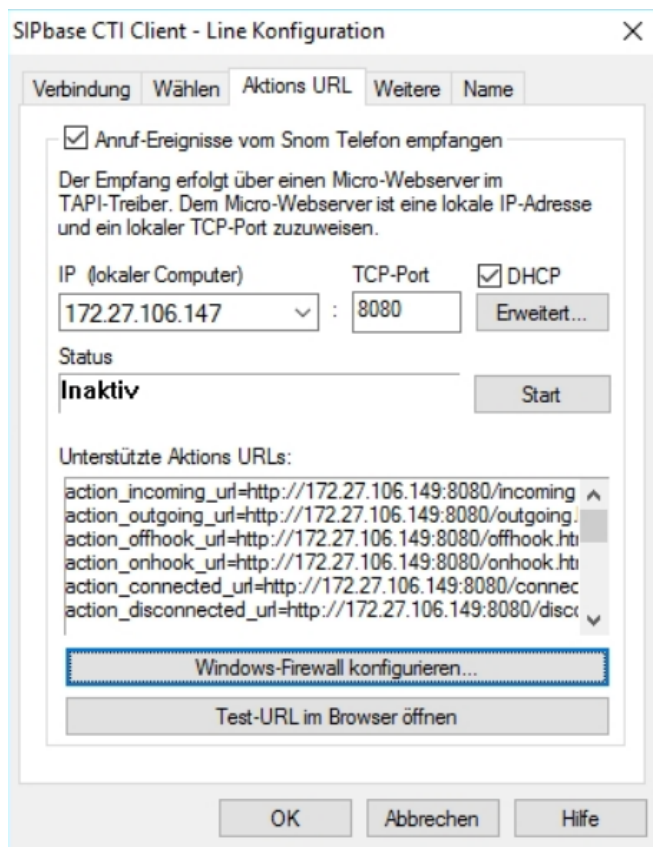 SIPbase CTI Client - Line Konfiguration
Verbindung Wählen Aktions URL Weitere Name
Anruf-Ereignisse vom Snom Telefon empfangen
Der Empfang erfolgt über einen Micro-Webserver im
TAPI-Treiber. Dem Micro-Webserver ist eine lokale IP-Adresse
und ein lokaler TCP-Port zuzuweisen.
IP (lokaler Computer) TCP-Port DHCP
172.27.106.147 : 8080 Erweitert...
Status
Inaktiv Start
Unterstützte Aktions URLs:
action_incoming_url=http://172.27.106.149:8080/incoming
action_outgoing_url=http://172.27.106.149:8080/outgoing.
action_offhook_url=http://172.27.106.149:8080/offhook.ht
action_onhook_url=http://172.27.106.149:8080/onhook.ht
action_connected_url=http://172.27.106.149:8080/connec
action_disconnected_url=http://172.27.106.149:8080/disc
Windows-Firewall konfigurieren...
Test-URL im Browser öffnen
OK Abbrechen Hilfe